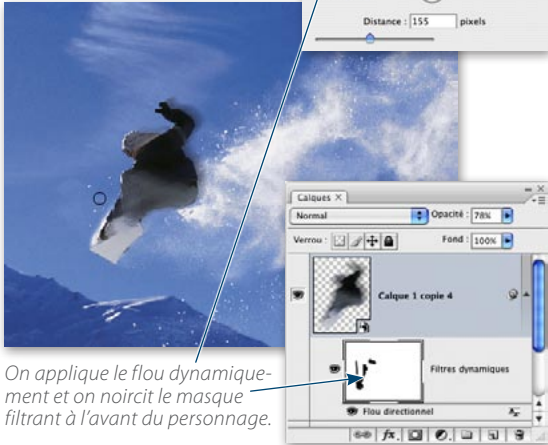 Distance : 155 pixels
Calques
Normal Opacité : 78%
Verrou : Fond : 100%
Calque 1 copie 4
Filtres dynamiques
Flou directionnel
fx.
On applique le flou dynamique-
ment et on noircit le masque
filtrant à l'avant du personnage.